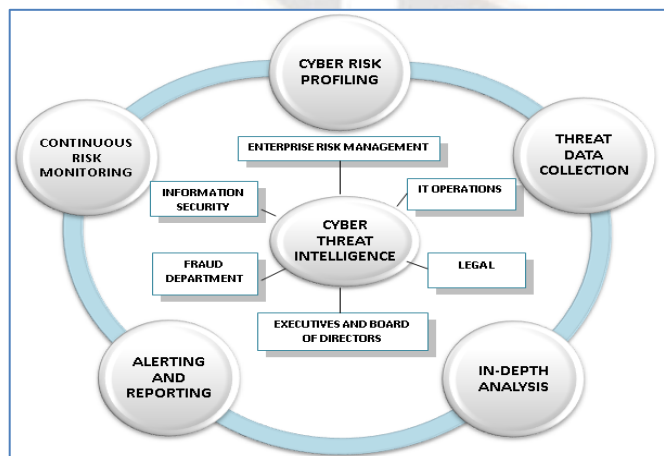 CYBER RISK
PROFILING
CONTINUOUS
RISK
MONITORING
THREAT
DATA
COLLECTION
ENTERPRISE RISK MANAGEMENT
INFORMATION
SECURITY
IT OPERATIONS
CYBER
THREAT
INTELLIGENCE
FRAUD
DEPARTMENT
LEGAL
EXECUTIVES AND BOARD
OF DIRECTORS
ALERTING
AND
REPORTING
IN-DEPTH
ANALYSIS